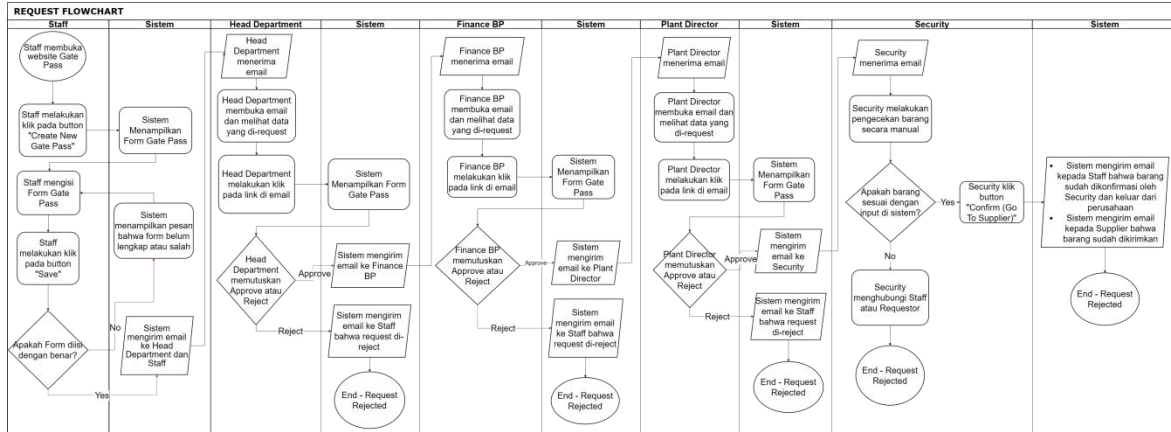 REQUEST FLOWCHART
Staff
Sistem
Head Department
Sistem
Finance BP
Sistem
Plant Director
Sistem
Security
Sistem
Staff membuka
website Gate
Pass
Staff melakukan
klik pada button
"Create New
Gate Pass"
Staff mengisi
Form Gate
Pass
Staff
melakukan klik
pada button
"Save"
Apakah Form diisi
dengan benar?
No
Yes
Sistem
Menampilkan
Form Gate Pass
Sistem
menampilkan pesan
bahwa form belum
lengkap atau salah
Sistem
mengirim email
ke Head
Department dan
Staff
Head
Department
menerima
email
Head Department
membuka email
dan melihat data
yang di-request
Head Department
melakukan klik
pada link di email
Head
Department
memutuskan
Approve atau
Reject
Approve
Reject
Sistem
Menampilkan Form
Gate Pass
Sistem mengirim
email ke Finance
BP
Sistem mengirim
email ke Staff
bahwa request di-
reject
End - Request
Rejected
Finance BP
menerima email
Finance BP
membuka email
dan melihat data
yang di-request
Finance BP
melakukan klik
pada link di email
Finance BP
memutuskan
Approve atau
Reject
Approve
Reject
Sistem
Menampilkan
Form Gate Pass
Sistem mengirim
email ke Plant
Director
Sistem
mengirim email
ke Staff bahwa
request di-reject
End - Request
Rejected
Plant Director
menerima email
Plant Director
membuka email
dan melihat data
yang di-request
Plant Director
melakukan klik
pada link di email
Plant Director
memutuskan
Approve atau
Reject
Approve
Reject
Sistem
Menampilkan
Form Gate
Pass
Sistem
mengirim
email ke
Security
Sistem mengirim
email ke Staff
bahwa request
di-reject
End - Request
Rejected
Security
menerima email
Security melakukan
pengecekan barang
secara manual
Apakah barang
sesuai dengan
input di sistem?
Yes
No
Security klik
button
"Confirm (Go
To Supplier)"
Security
menghubungi Staff
atau Requestor
End - Request
Rejected
• Sistem mengirim email
kepada Staff bahwa barang
sudah dikonfirmasi oleh
Security dan keluar dari
perusahaan
• Sistem mengirim email
kepada Supplier bahwa
barang sudah dikirimkan
End - Request
Rejected